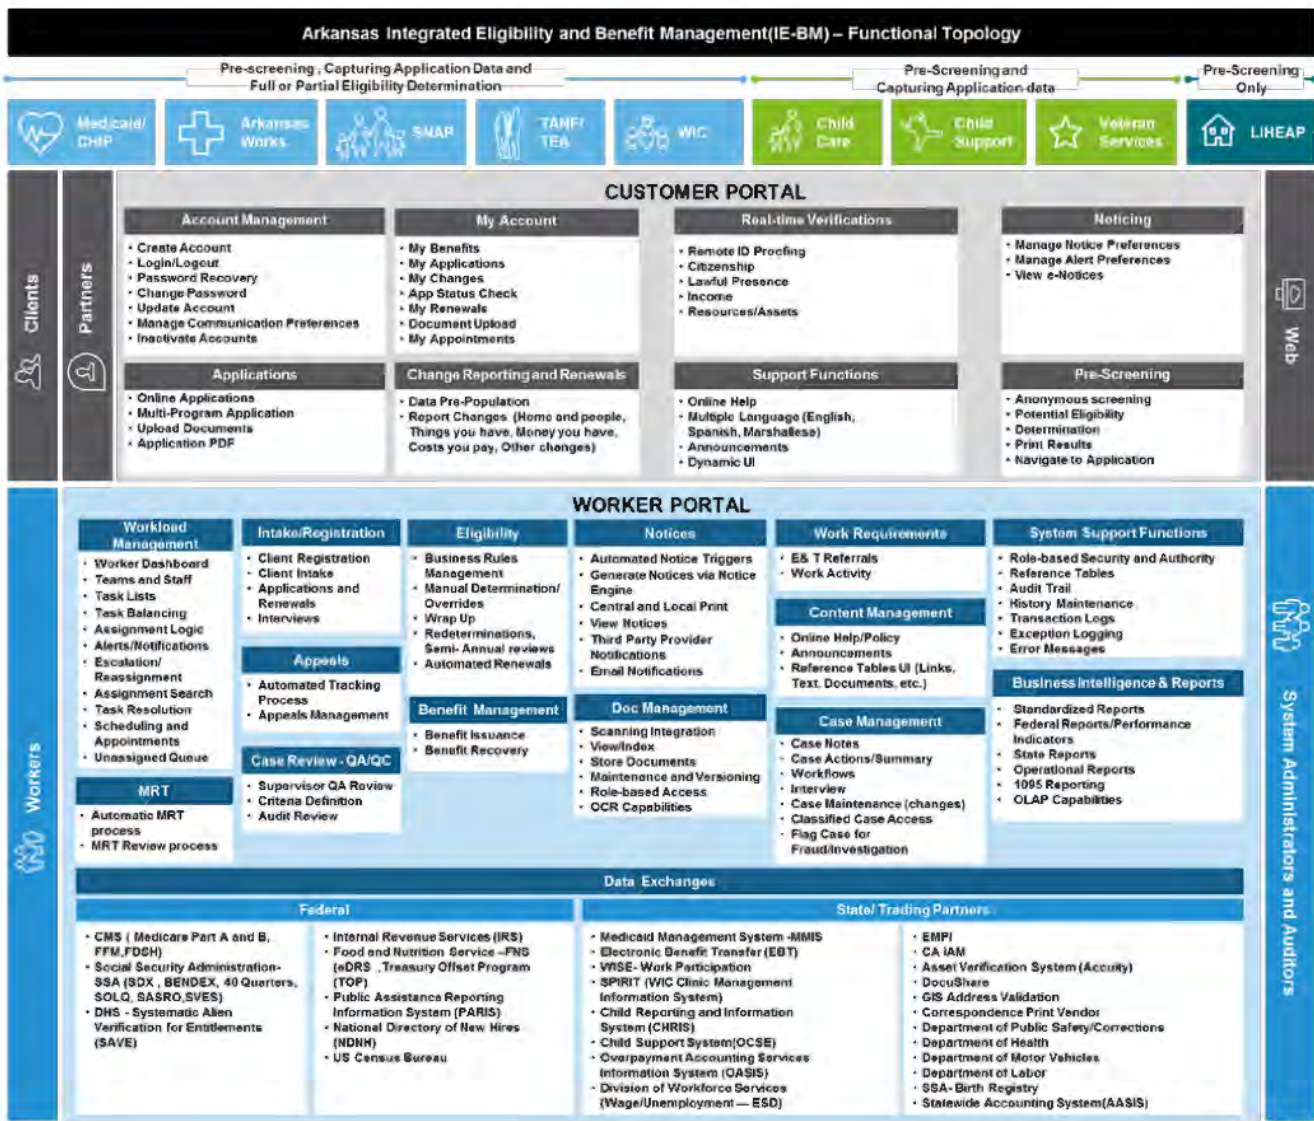 Arkansas Integrated Eligibility and Benefit Management(IE-BM) – Functional Topology
Pre-screening, Capturing Application Data and
Full or Partial Eligibility Determination
Pre-Screening and
Capturing Application data
Pre-Screening
Only
Medicaid/
CHIP
Arkansas
Works
SNAP
TANF/
TEA
WIC
Child
Care
Child
Support
Veteran
Services
LIHEAP
Clients
Partners
Web
CUSTOMER PORTAL
Account Management
• Create Account
• Login/Logout
• Password Recovery
• Change Password
• Update Account
• Manage Communication Preferences
• Inactivate Accounts
My Account
• My Benefits
• My Applications
• My Changes
• App Status Check
• My Renewals
• Document Upload
• My Appointments
Real-time Verifications
• Remote ID Proofing
• Citizenship
• Lawful Presence
• Income
• Resources/Assets
Noticing
• Manage Notice Preferences
• Manage Alert Preferences
• View e-Notices
Applications
• Online Applications
• Multi-Program Application
• Upload Documents
• Application PDF
Change Reporting and Renewals
• Data Pre-Population
• Report Changes (Home and people,
Things you have, Money you have,
Costs you pay, Other changes)
Support Functions
• Online Help
• Multiple Language (English,
Spanish, Marshallese)
• Announcements
• Dynamic UI
Pre-Screening
• Anonymous screening
• Potential Eligibility
• Determination
• Print Results
• Navigate to Application
Workers
System Administrators and Auditors
WORKER PORTAL
Workload
Management
• Worker Dashboard
• Teams and Staff
• Task Lists
• Task Balancing
• Assignment Logic
• Alerts/Notifications
• Escalation/
Reassignment
• Assignment Search
• Task Resolution
• Scheduling and
Appointments
• Unassigned Queue
MRT
• Automatic MRT
process
• MRT Review process
Intake/Registration
• Client Registration
• Client Intake
• Applications and
Renewals
• Interviews
Appeals
• Automated Tracking
Process
• Appeals Management
Case Review - QA/QC
• Supervisor QA Review
• Criteria Definition
• Audit Review
Eligibility
• Business Rules
Management
• Manual Determination/
Overrides
• Wrap Up
• Redeterminations,
Semi- Annual reviews
• Automated Renewals
Benefit Management
• Benefit Issuance
• Benefit Recovery
Notices
• Automated Notice Triggers
• Generate Notices via Notice
Engine
• Central and Local Print
• View Notices
• Third Party Provider
Notifications
• Email Notifications
Doc Management
• Scanning Integration
• View/Index
• Store Documents
• Maintenance and Versioning
• Role-based Access
• OCR Capabilities
Work Requirements
• E& T Referrals
• Work Activity
Content Management
• Online Help/Policy
• Announcements
• Reference Tables UI (Links,
Text, Documents, etc.)
Case Management
• Case Notes
• Case Actions/Summary
• Workflows
• Interview
• Case Maintenance (changes)
• Classified Case Access
• Flag Case for
Fraud/Investigation
System Support Functions
• Role-based Security and Authority
• Reference Tables
• Audit Trail
• History Maintenance
• Transaction Logs
• Exception Logging
• Error Messages
Business Intelligence & Reports
• Standardized Reports
• Federal Reports/Performance
Indicators
• State Reports
• Operational Reports
• 1095 Reporting
• OLAP Capabilities
Data Exchanges
Federal
• CMS ( Medicare Part A and B,
FFM,FDSH)
• Social Security Administration-
SSA (SDX , BENDEX, 40 Quarters,
SOLQ, SASRO,SVES)
• DHS - Systematic Alien
Verification for Entitlements
(SAVE)
• Internal Revenue Services (IRS)
• Food and Nutrition Service –FNS
(eDRS , Treasury Offset Program
(TOP)
• Public Assistance Reporting
Information System (PARIS)
• National Directory of New Hires
(NDNH)
• US Census Bureau
State/ Trading Partners
• Medicaid Management System -MMIS
• Electronic Benefit Transfer (EBT)
• WISE- Work Participation
• SPIRIT (WIC Clinic Management
Information System)
• Child Reporting and Information
System (CHRIS)
• Child Support System(OCSE)
• Overpayment Accounting Services
Information System (OASIS)
• Division of Workforce Services
(Wage/Unemployment — ESD)
• EMPI
• CA IAM
• Asset Verification System (Accuity)
• DocuShare
• GIS Address Validation
• Correspondence Print Vendor
• Department of Public Safety/Corrections
• Department of Health
• Department of Motor Vehicles
• Department of Labor
• SSA- Birth Registry
• Statewide Accounting System(AASIS)